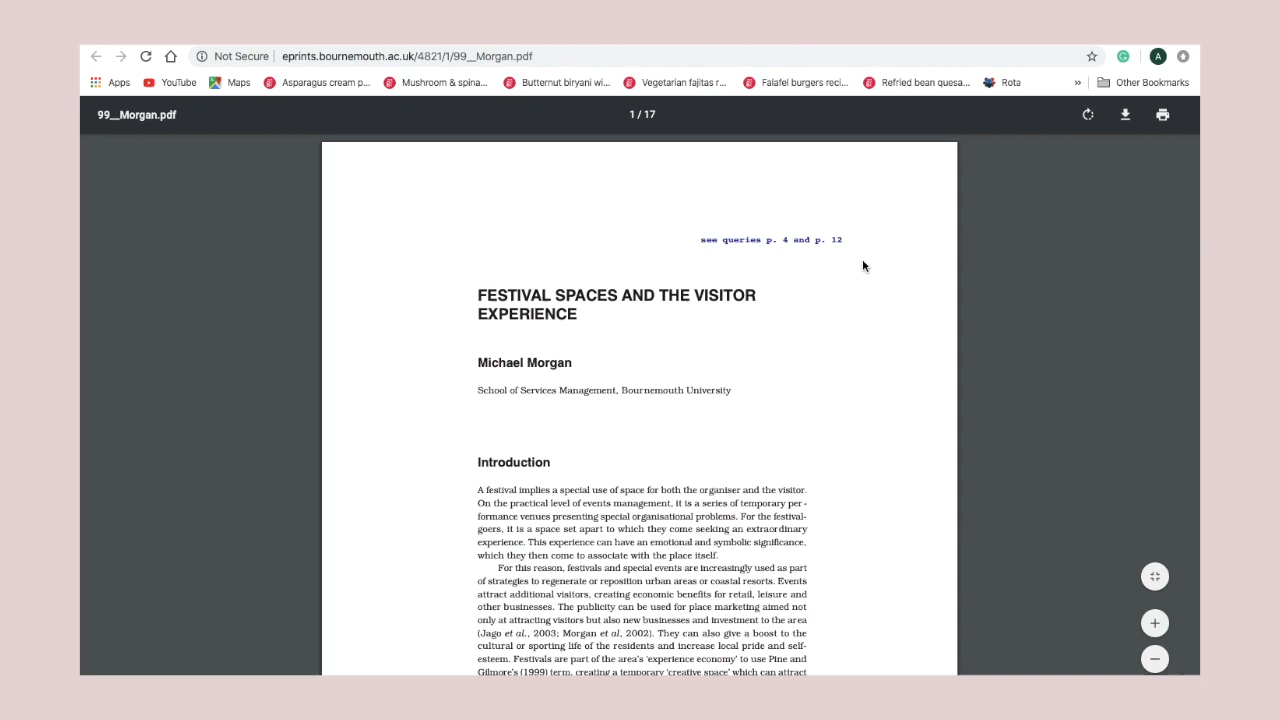 Not Secure eprints.bournemouth.ac.uk/4821/1/99__Morgan.pdf A
Apps YouTube Maps Asparagus cream p... Mushroom & spina... Butternut biryani wi... Vegetarian fajitas r... Falafel burgers reci... Refried bean quesa... Rota » Other Bookmarks
99__Morgan.pdf 1 / 17
see queries p. 4 and p. 12
FESTIVAL SPACES AND THE VISITOR
EXPERIENCE
Michael Morgan
School of Services Management, Bournemouth University
Introduction
A festival implies a special use of space for both the organiser and the visitor.
On the practical level of events management, it is a series of temporary per-
formance venues presenting special organisational problems. For the festival-
goers, it is a space set apart to which they come seeking an extraordinary
experience. This experience can have an emotional and symbolic significance,
which they then come to associate with the place itself.
For this reason, festivals and special events are increasingly used as part
of strategies to regenerate or reposition urban areas or coastal resorts. Events
attract additional visitors, creating economic benefits for retail, leisure and
other businesses. The publicity can be used for place marketing aimed not
only at attracting visitors but also new businesses and investment to the area
(Jago et al., 2003; Morgan et al, 2002). They can also give a boost to the
cultural or sporting life of the residents and increase local pride and self-
esteem. Festivals are part of the area's 'experience economy' to use Pine and
Gilmore's (1999) term, creating a temporary 'creative space' which can attract